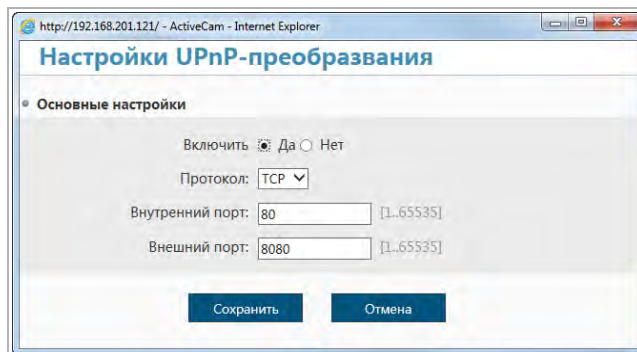 http://192.168.201.121/ - ActiveCam - Internet Explorer
Настройки UPnP-преобразвания
Основные настройки
Включить Да Нет
Протокол: TCP
Внутренний порт: 80 [1..65535]
Внешний порт: 8080 [1..65535]
Сохранить Отмена